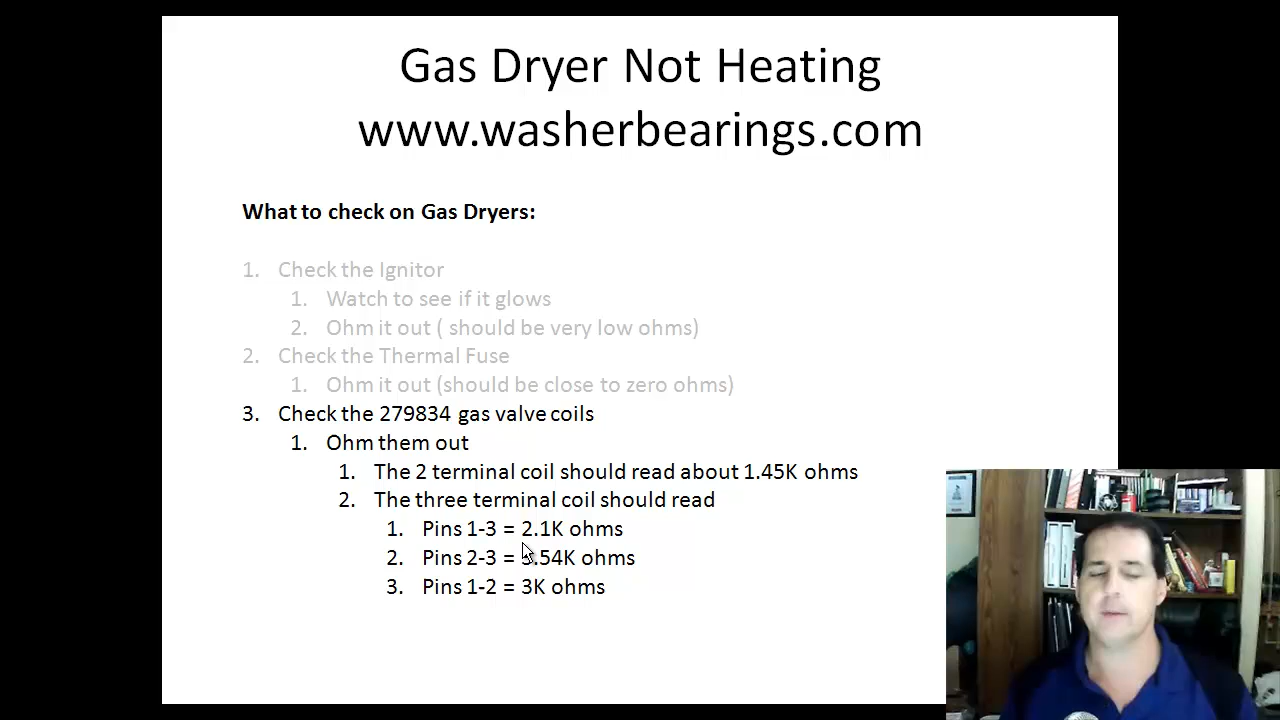 Gas Dryer Not Heating
www.washerbearings.com
What to check on Gas Dryers:
1. Check the Ignitor
1. Watch to see if it glows
2. Ohm it out ( should be very low ohms)
2. Check the Thermal Fuse
1. Ohm it out (should be close to zero ohms)
3. Check the 279834 gas valve coils
1. Ohm them out
1. The 2 terminal coil should read about 1.45K ohms
2. The three terminal coil should read
1. Pins 1-3 = 2.1K ohms
2. Pins 2-3 = .54K ohms
3. Pins 1-2 = 3K ohms